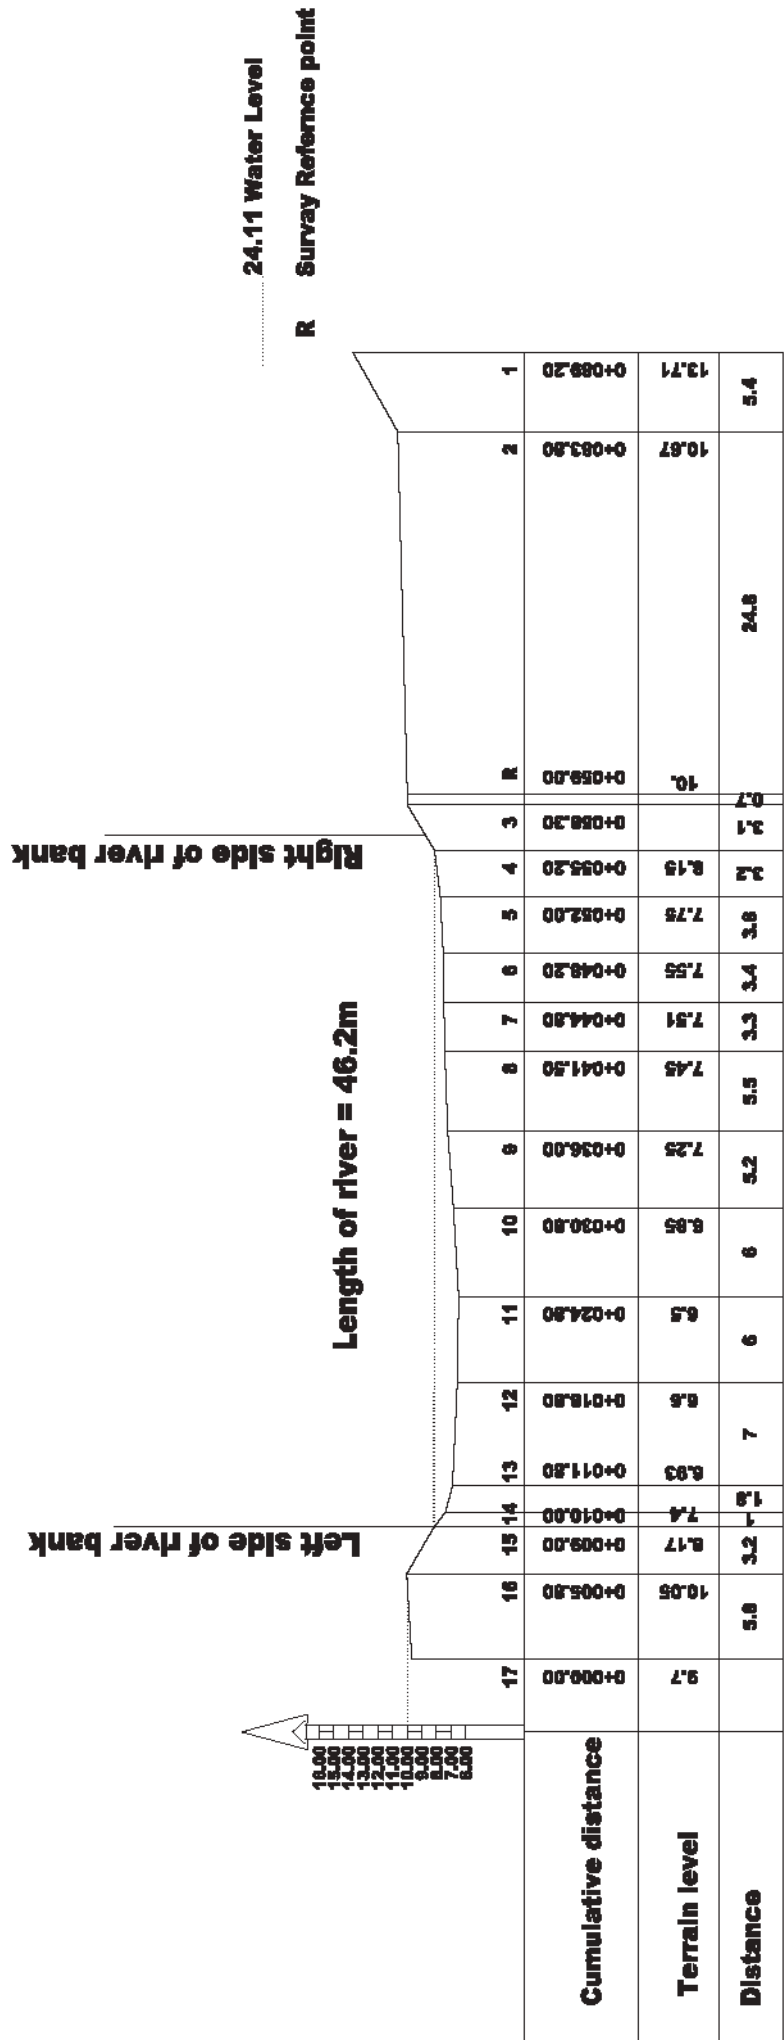 24.11 Water Level
R Survay Refernce point
Right side of river bank
Left side of river bank
Length of river = 46.2m
16.00
15.00
14.00
13.00
12.00
11.00
10.00
9.00
8.00
7.00
6.00
17 16 15 14 13 12 11 10 9 8 7 6 5 4 3 R 2 1
Cumulative distance 0+000.00 0+005.80 0+009.00 0+010.00 0+011.80 0+018.80 0+024.80 0+030.80 0+036.00 0+041.50 0+044.80 0+048.20 0+052.00 0+055.20 0+058.30 0+059.00 0+083.80 0+089.20
Terrain level 9.7 10.05 8.17 7.4 6.93 6.6 6.5 6.85 7.25 7.45 7.51 7.55 7.75 8.15 10. 10.67 13.71
Distance 5.8 3.2 1 1.8 7 6 6 5.2 5.5 3.3 3.4 3.8 3.2 3.1 0.7 24.8 5.4